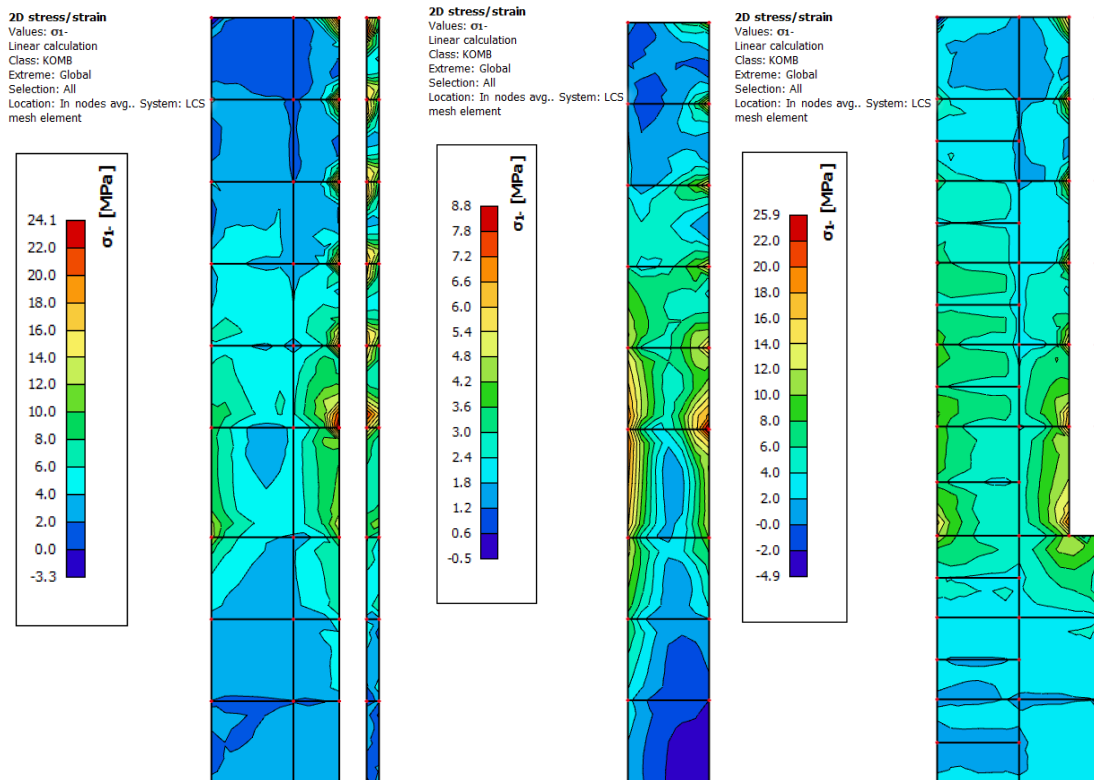 2D stress/strain
Values: σ1-
Linear calculation
Class: KOMB
Extreme: Global
Selection: All
Location: In nodes avg.. System: LCS
mesh element
σ1- [MPa]
24.1
22.0
20.0
18.0
16.0
14.0
12.0
10.0
8.0
6.0
4.0
2.0
0.0
-3.3
2D stress/strain
Values: σ1-
Linear calculation
Class: KOMB
Extreme: Global
Selection: All
Location: In nodes avg.. System: LCS
mesh element
σ1- [MPa]
8.8
7.8
7.2
6.6
6.0
5.4
4.8
4.2
3.6
3.0
2.4
1.8
1.2
0.6
-0.5
2D stress/strain
Values: σ1-
Linear calculation
Class: KOMB
Extreme: Global
Selection: All
Location: In nodes avg.. System: LCS
mesh element
σ1- [MPa]
25.9
22.0
20.0
18.0
16.0
14.0
12.0
10.0
8.0
6.0
4.0
2.0
-0.0
-2.0
-4.9